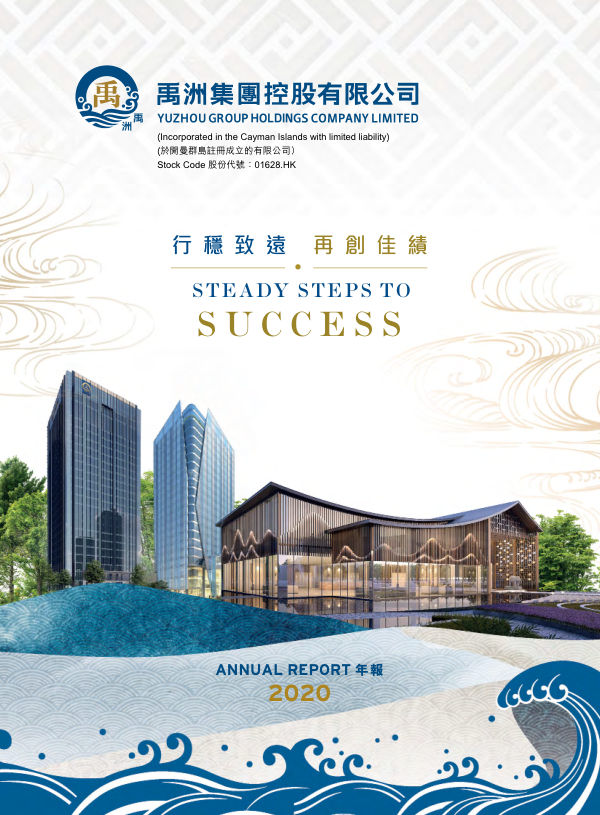 禹
禹
洲
禹洲集團控股有限公司
YUZHOU GROUP HOLDINGS COMPANY LIMITED
(Incorporated in the Cayman Islands with limited liability)
(於開曼群島註冊成立的有限公司)
Stock Code 股份代號：01628.HK
行穩致遠 再創佳績
STEADY STEPS TO
SUCCESS
ANNUAL REPORT 年報
2020